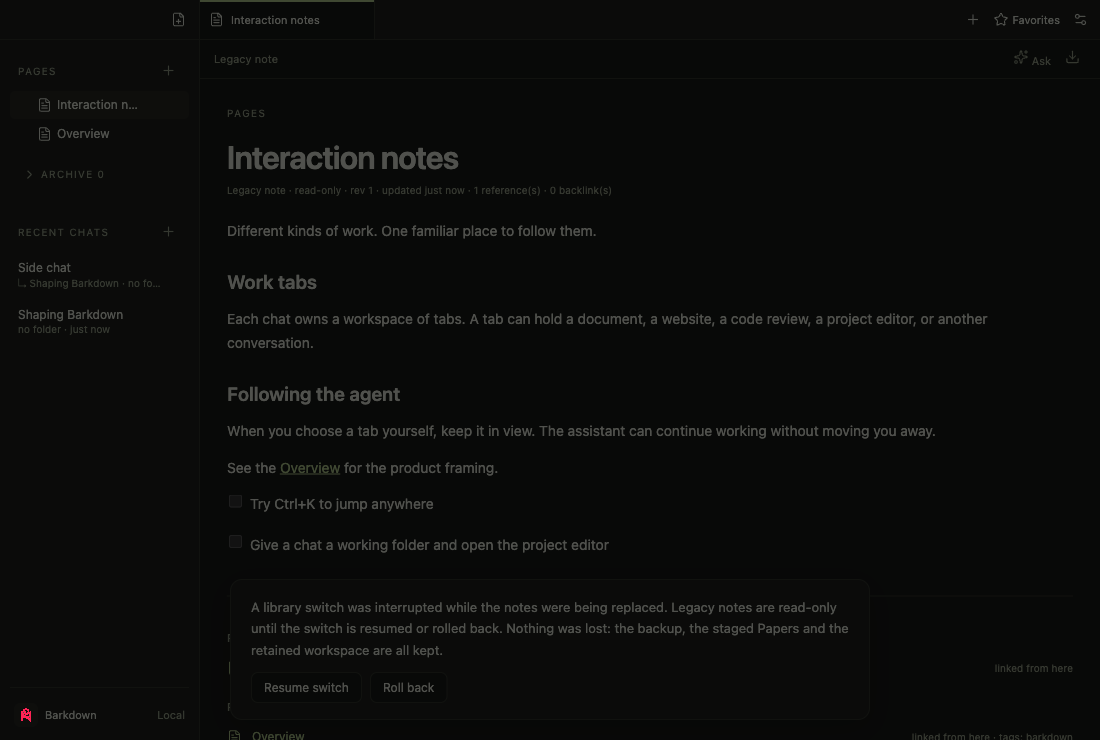 Interaction notes
Favorites
PAGES
Interaction n...
Overview
ARCHIVE 0
RECENT CHATS
Side chat
Shaping Barkdown · no fo...
Shaping Barkdown
no folder · just now
Barkdown
Local
Legacy note
Ask
PAGES
Interaction notes
Legacy note · read-only · rev 1 · updated just now · 1 reference(s) · 0 backlink(s)
Different kinds of work. One familiar place to follow them.
Work tabs
Each chat owns a workspace of tabs. A tab can hold a document, a website, a code review, a project editor, or another
conversation.
Following the agent
When you choose a tab yourself, keep it in view. The assistant can continue working without moving you away.
See the Overview for the product framing.
Try Ctrl+K to jump anywhere
Give a chat a working folder and open the project editor
A library switch was interrupted while the notes were being replaced. Legacy notes are read-only
until the switch is resumed or rolled back. Nothing was lost: the backup, the staged Papers and the
retained workspace are all kept.
Resume switch
Roll back
linked from here
Overview
linked from here · tags: barkdown